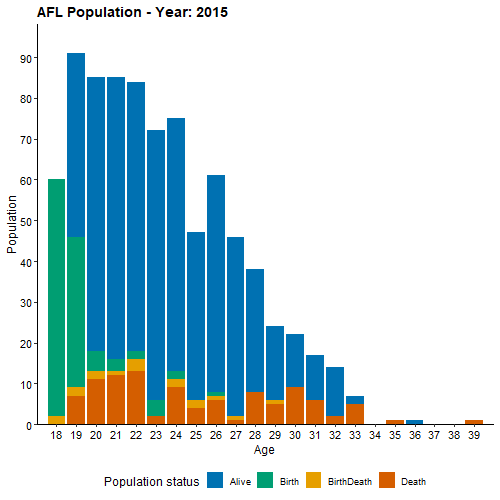 AFL Population - Year: 2015
90
80
70
60
50
40
30
20
10
0
Population
18 19 20 21 22 23 24 25 26 27 28 29 30 31 32 33 34 35 36 37 38 39
Age
Population status Alive Birth BirthDeath Death